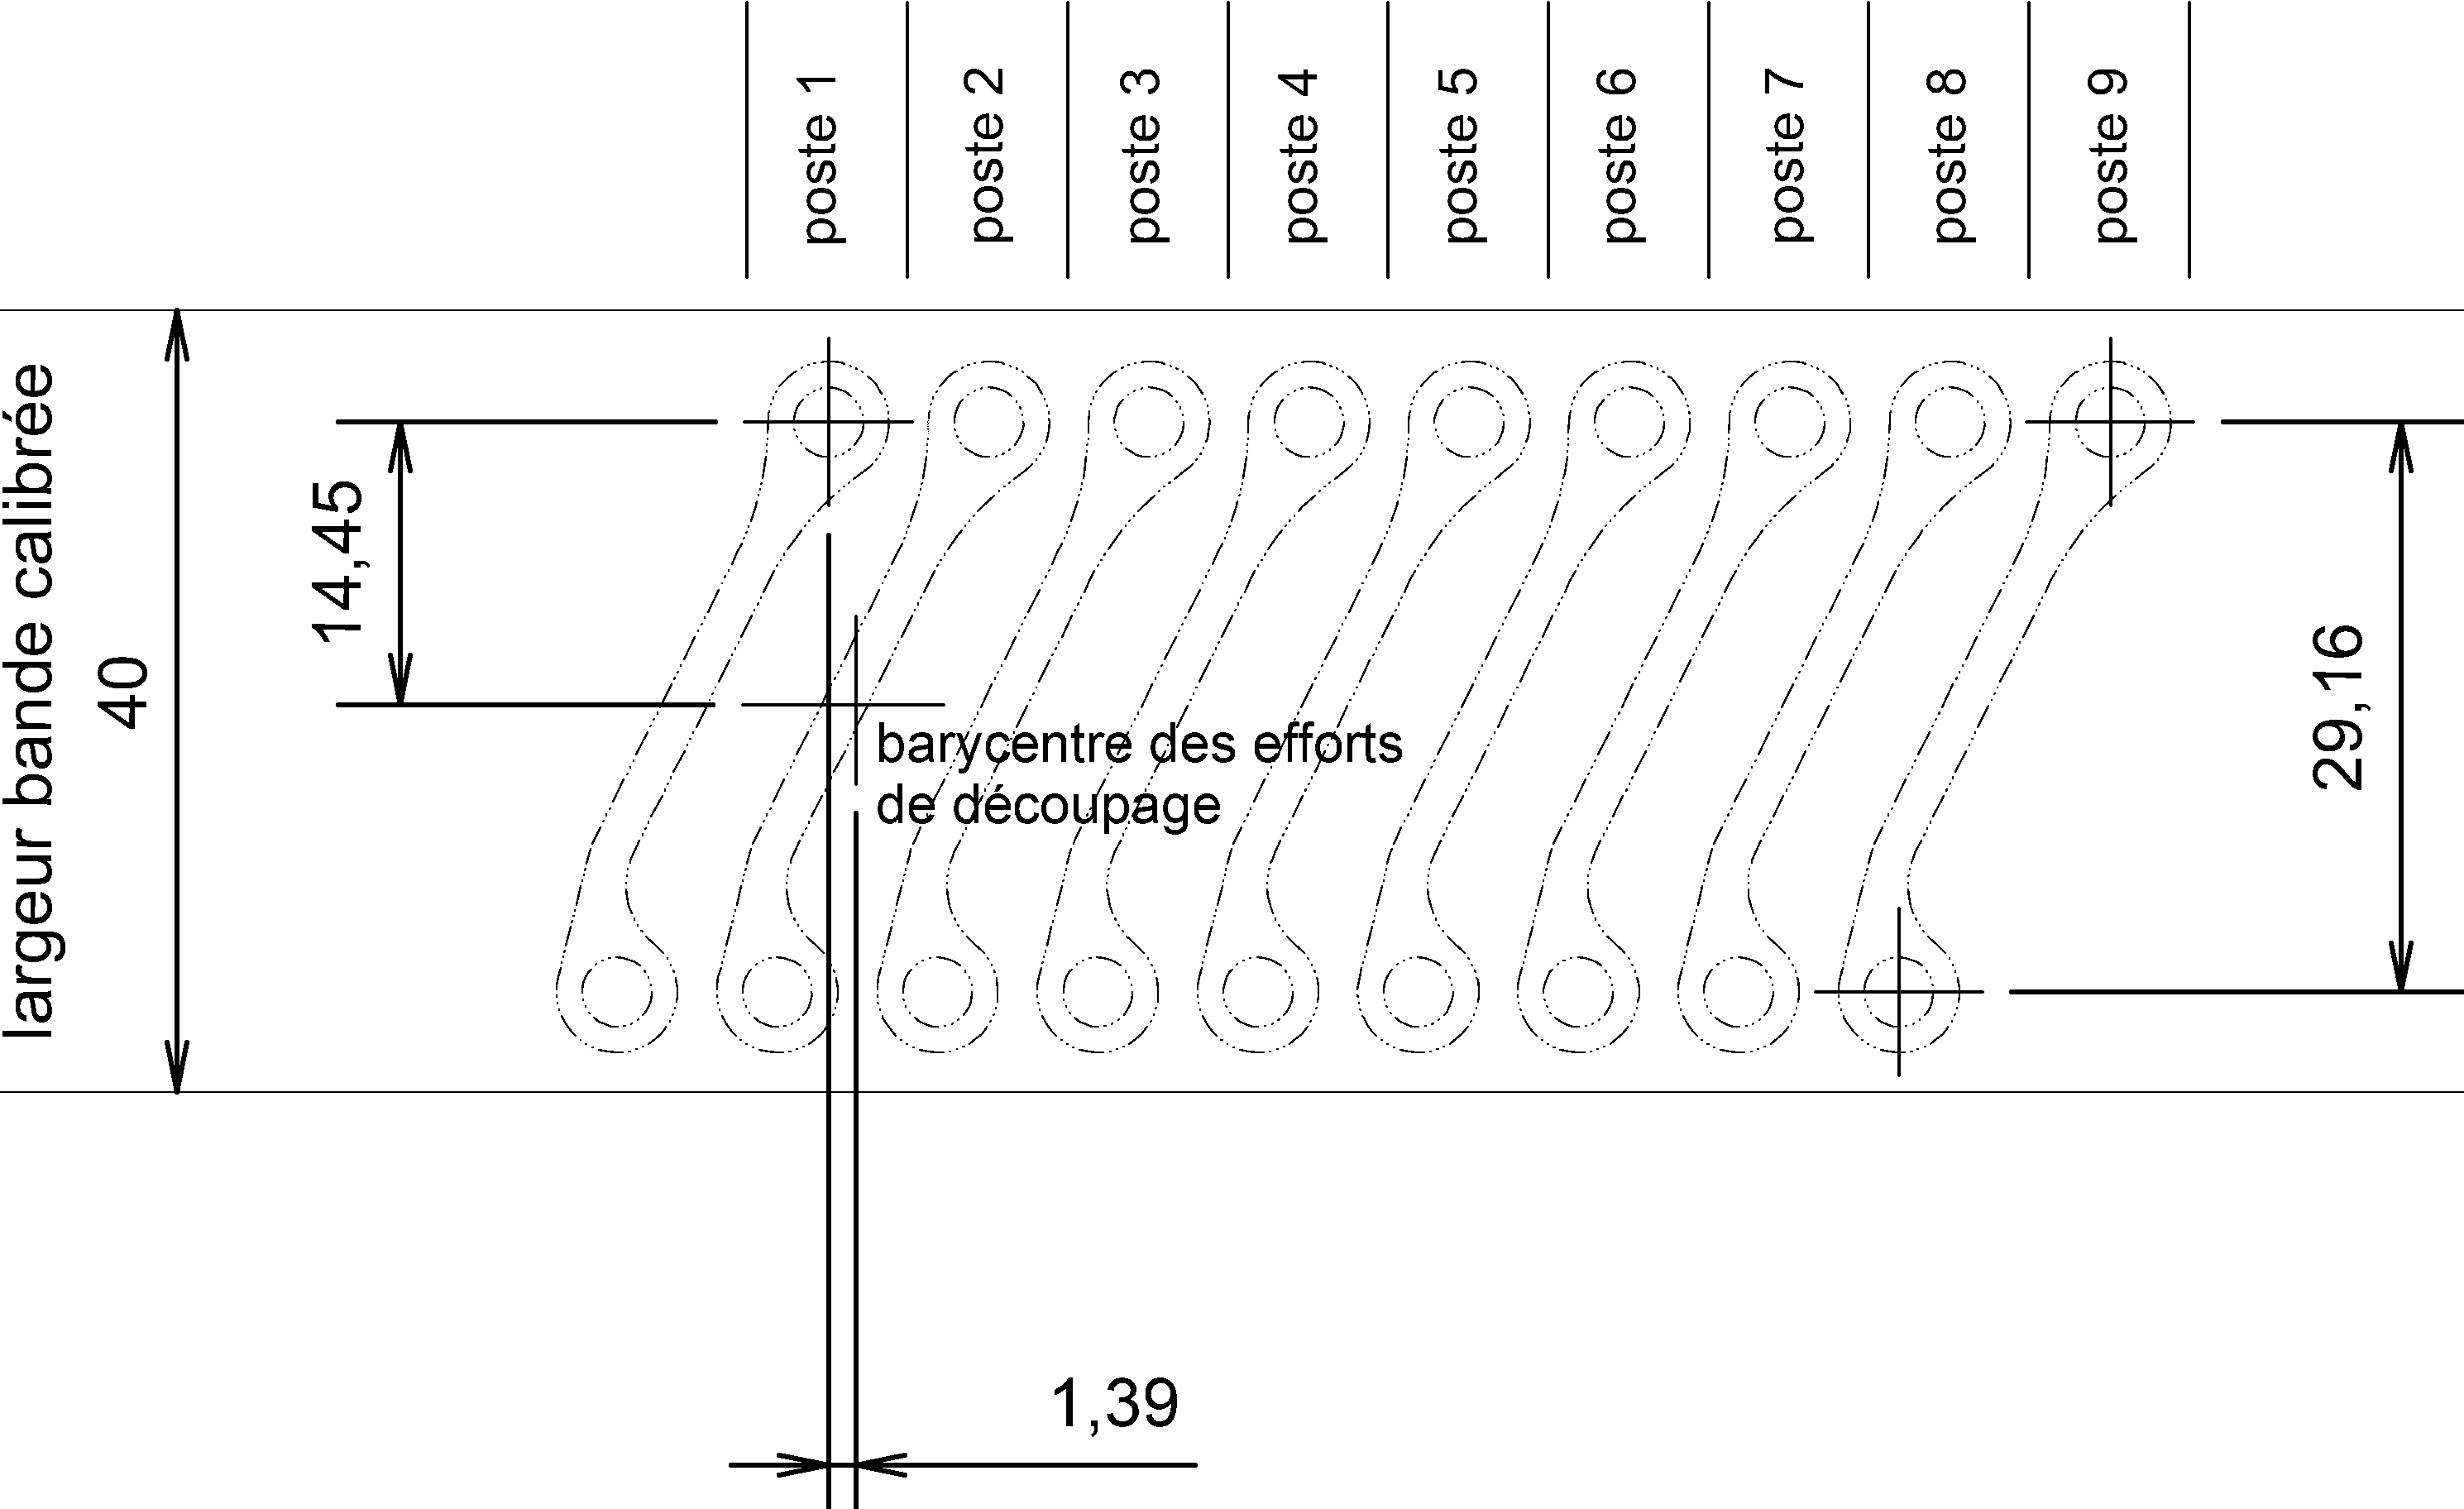 poste 1
poste 2
poste 3
poste 4
poste 5
poste 6
poste 7
poste 8
poste 9
largeur bande calibrée
40
14,45
29,16
barycentre des efforts
de découpage
1,39